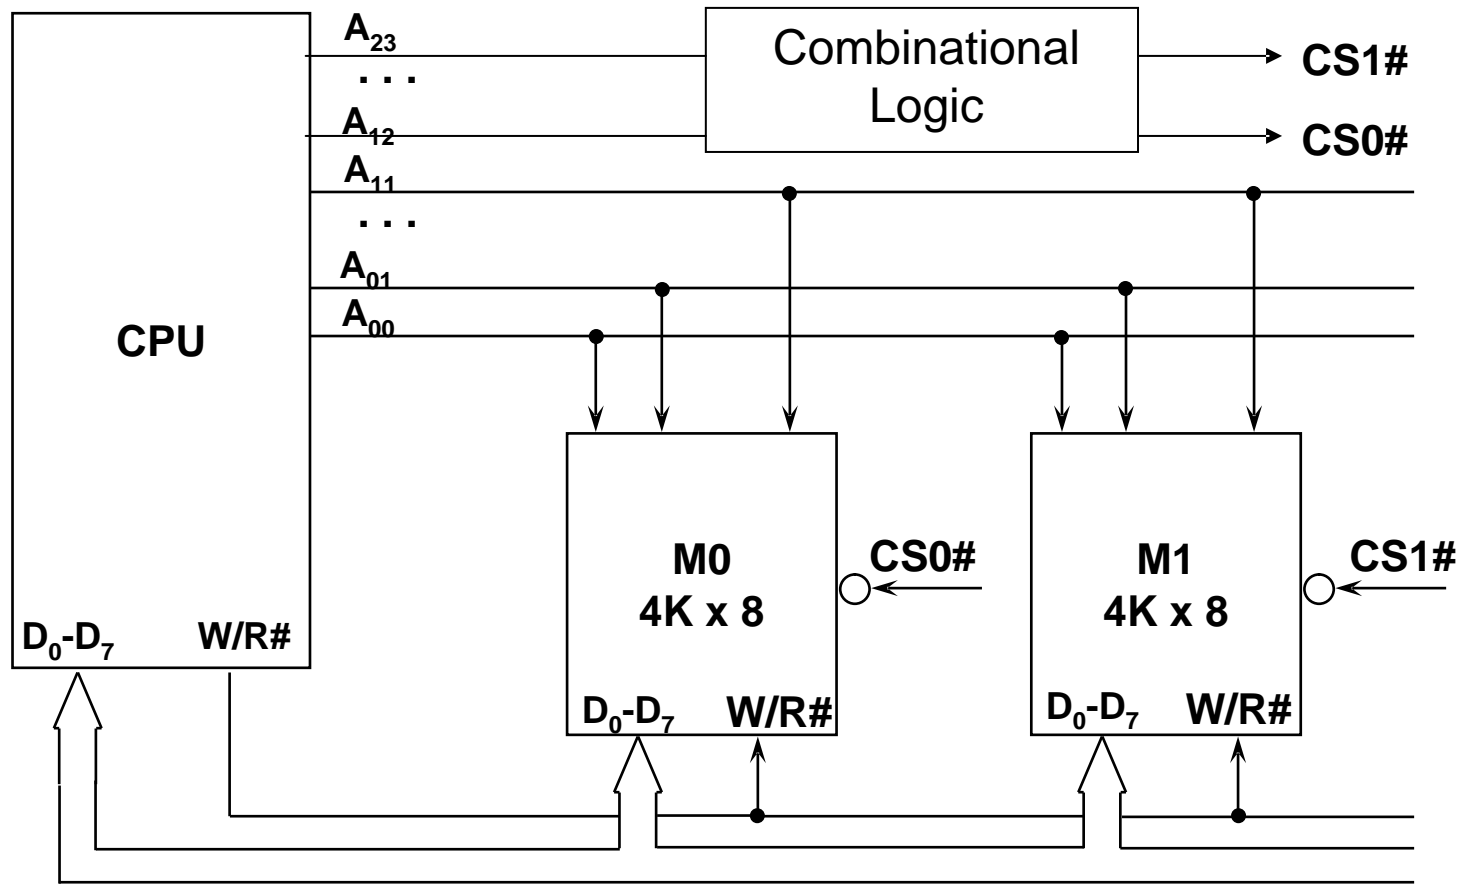 A23
. . .
A12
A11
. . .
A01
A00
CPU
D0-D7
W/R#
Combinational
Logic
CS1#
CS0#
M0
4K x 8
D0-D7
W/R#
CS0#
M1
4K x 8
D0-D7
W/R#
CS1#